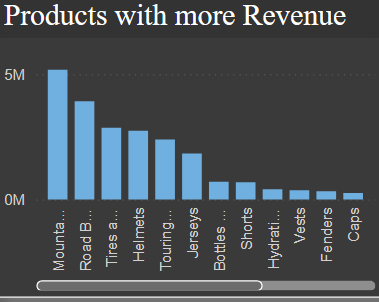 Products with more Revenue
5M
0M
Mounta...
Road B...
Tires a...
Helmets
Touring...
Jerseys
Bottles ...
Shorts
Hydrati...
Vests
Fenders
Caps